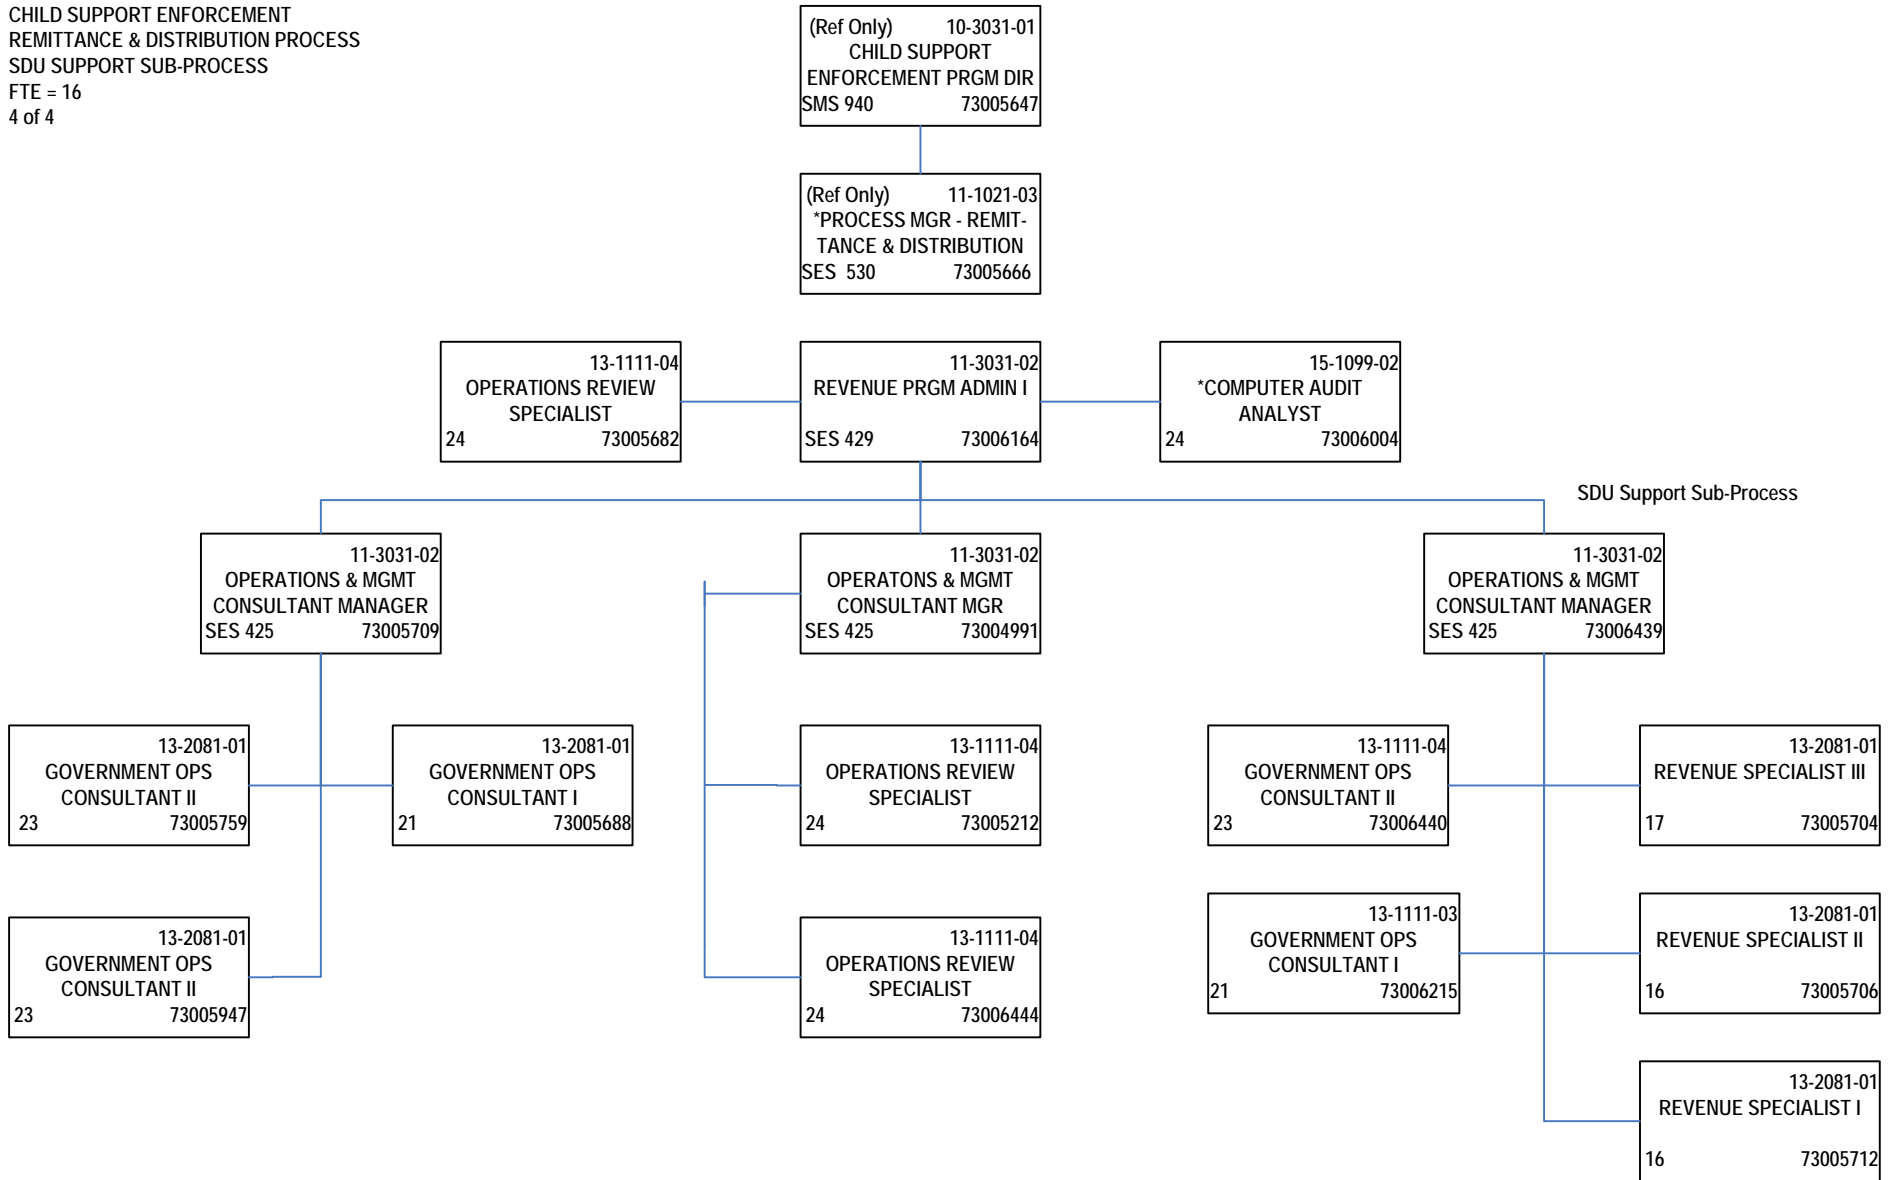 CHILD SUPPORT ENFORCEMENT
REMITTANCE & DISTRIBUTION PROCESS
SDU SUPPORT SUB-PROCESS
FTE = 16
4 of 4
(Ref Only) 10-3031-01
CHILD SUPPORT
ENFORCEMENT PRGM DIR
SMS 940 73005647
(Ref Only) 11-1021-03
*PROCESS MGR - REMIT-
TANCE & DISTRIBUTION
SES 530 73005666
13-1111-04
OPERATIONS REVIEW
SPECIALIST
24 73005682
11-3031-02
REVENUE PRGM ADMIN I
SES 429 73006164
15-1099-02
*COMPUTER AUDIT
ANALYST
24 73006004
SDU Support Sub-Process
11-3031-02
OPERATIONS & MGMT
CONSULTANT MANAGER
SES 425 73005709
11-3031-02
OPERATONS & MGMT
CONSULTANT MGR
SES 425 73004991
11-3031-02
OPERATIONS & MGMT
CONSULTANT MANAGER
SES 425 73006439
13-2081-01
GOVERNMENT OPS
CONSULTANT II
23 73005759
13-2081-01
GOVERNMENT OPS
CONSULTANT I
21 73005688
13-1111-04
OPERATIONS REVIEW
SPECIALIST
24 73005212
13-1111-04
GOVERNMENT OPS
CONSULTANT II
23 73006440
13-2081-01
REVENUE SPECIALIST III
17 73005704
13-2081-01
GOVERNMENT OPS
CONSULTANT II
23 73005947
13-1111-04
OPERATIONS REVIEW
SPECIALIST
24 73006444
13-1111-03
GOVERNMENT OPS
CONSULTANT I
21 73006215
13-2081-01
REVENUE SPECIALIST II
16 73005706
13-2081-01
REVENUE SPECIALIST I
16 73005712